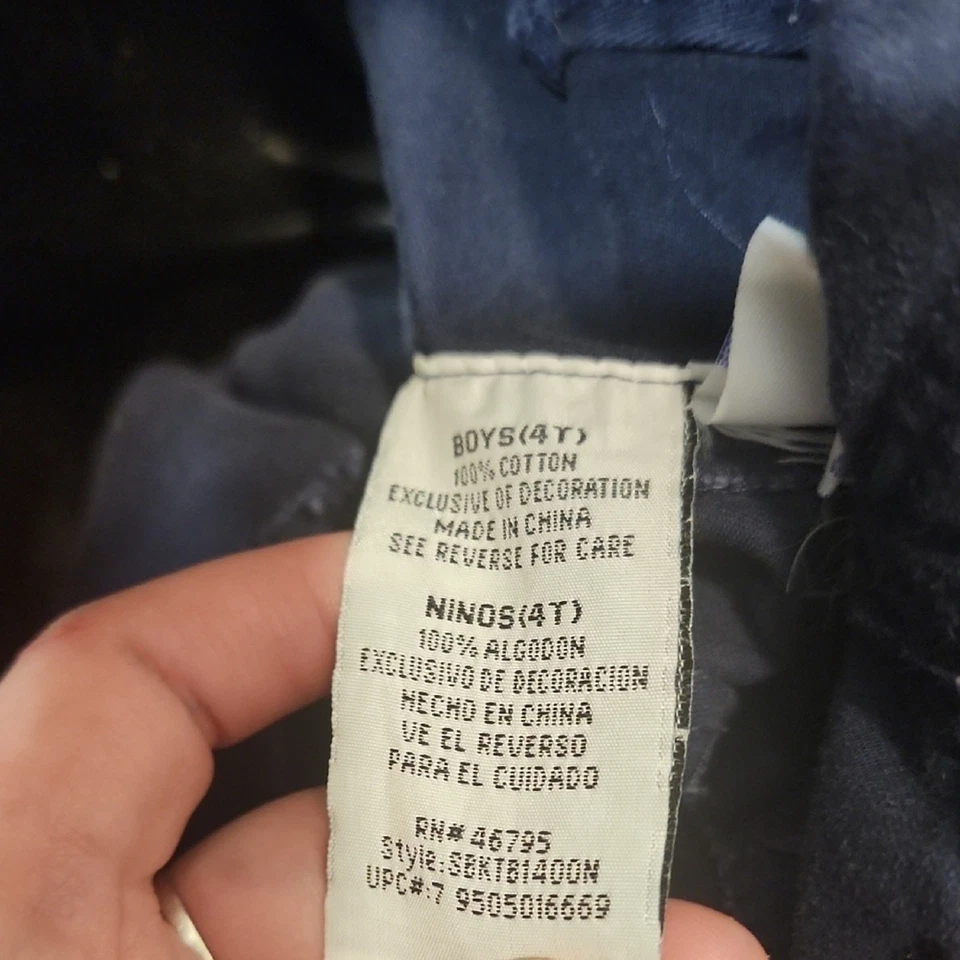 BOYS(4T)
100% COTTON
EXCLUSIVE OF DECORATION
MADE IN CHINA
SEE REVERSE FOR CARE
NINOS(4T)
100% ALGODON
EXCLUSIVO DE DECORACION
HECHO EN CHINA
VE EL REVERSO
PARA EL CUIDADO
RN# 46795
Style:SBKTB1400N
UPC#:7 9505016669